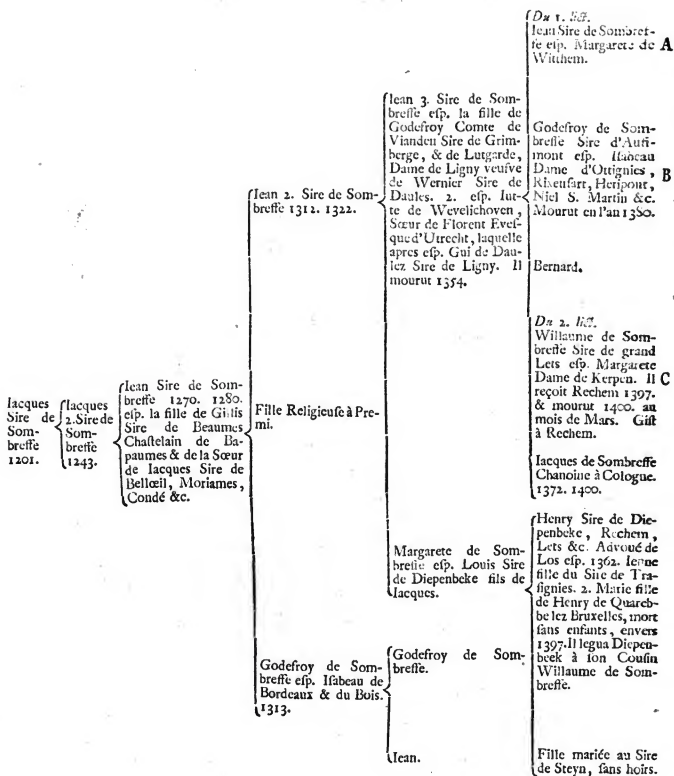 Iacques
Sire de
Som-
breffe
1201.
Iacques
2. Sire de
Sombreffe
1243.
Iean Sire de Som-
breffe 1270. 1280.
eſp. la fille de Gillis
Sire de Beaumes
Chaſtelain de Ba-
paumes & de la Sœur
de Iacques Sire de
Bellœil, Moriames,
Condé &c.
Iean 2. Sire de Som-
breffe 1312. 1322.
Fille Religieuſe à Pre-
mi.
Godefroy de Som-
breffe eſp. Iſabeau de
Bordeaux & du Bois.
1313.
Iean 3. Sire de Som-
breffe eſp. la fille de
Godefroy Comte de
Vianden Sire de Grim-
berge, & de Lutgarde,
Dame de Ligny veufve
de Wernier Sire de
Daules. 2. eſp. Iut-
te de Wevelichoven,
Sœur de Florent Eveſ-
que d'Utrecht, laquelle
apres eſp. Gui de Dau-
lez Sire de Ligny. Il
mourut 1354.
Margarete de Som-
breffe eſp. Louis Sire
de Diepenbeke fils de
Iacques.
Godefroy de Som-
breffe.
Iean.
Du 1. lict.
Iean Sire de Sombref-
fe eſp. Margarete de A
Witthem.
Godefroy de Som-
breffe Sire d'Auſi-
mont eſp. Iſabeau
Dame d'Ottignies, B
Rixenſart, Heripont,
Niel S. Martin &c.
Mourut en l'an 1380.
Bernard.
Du 2. lict.
Willaume de Som-
breffe Sire de grand
Lets eſp. Margarete
Dame de Kerpen. Il C
reçoit Rechem 1397.
& mourut 1400. au
mois de Mars. Giſt
à Rechem.
Iacques de Sombreffe
Chanoine à Cologne.
1372. 1400.
Henry Sire de Die-
penbeke, Rechem,
Lets &c. Advoué de
Los eſp. 1362. Ienne
fille du Sire de Tra-
ſignies. 2. Marie fille
de Henry de Quareb-
be lez Bruxelles, mort
ſans enfants, envers
1397. Il legua Diepen-
beek à ſon Couſin
Willaume de Som-
breffe.
Fille mariée au Sire
de Steyn, ſans hoirs.